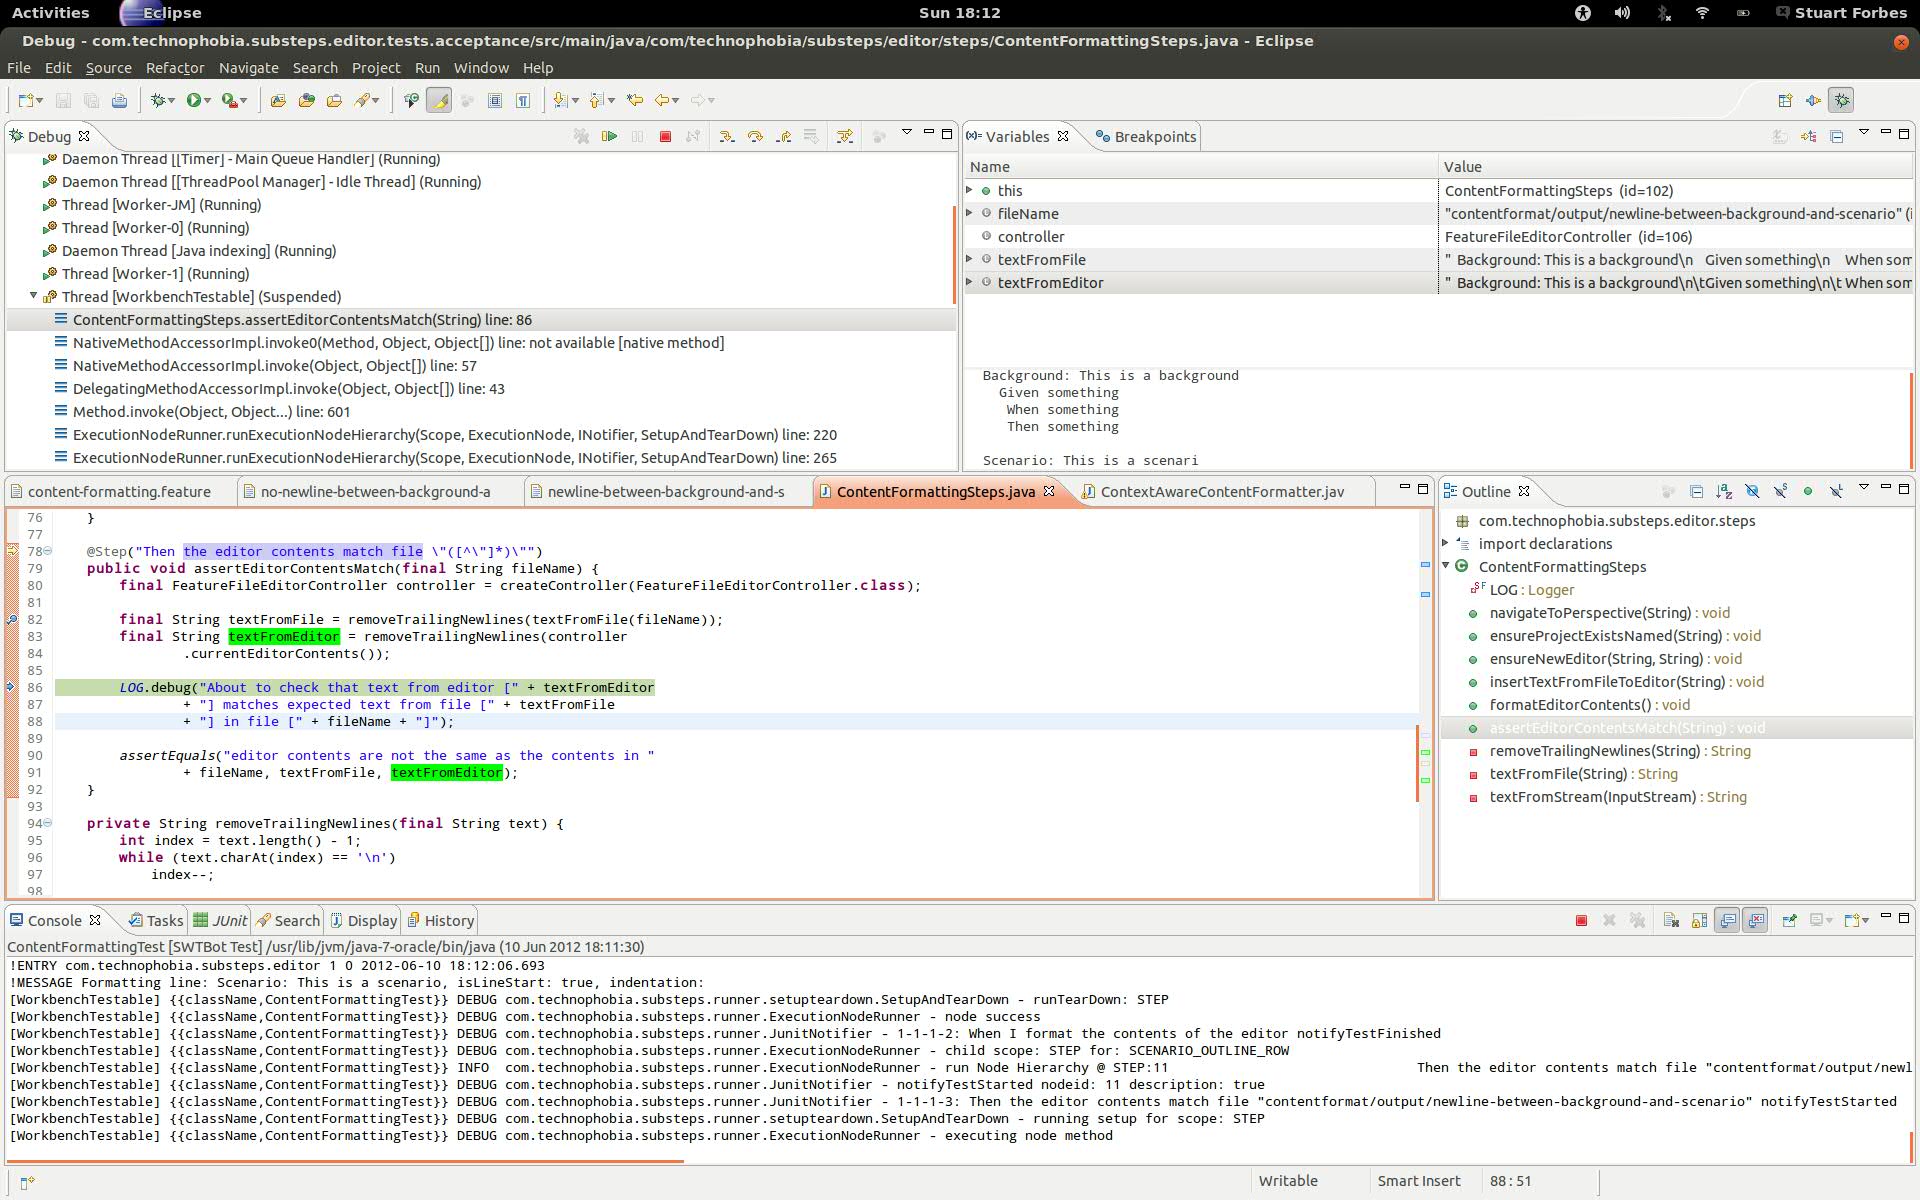 Activities Eclipse Sun 18:12 Stuart Forbes
Debug - com.technophobia.substeps.editor.tests.acceptance/src/main/java/com/technophobia/substeps/editor/steps/ContentFormattingSteps.java - Eclipse
File Edit Source Refactor Navigate Search Project Run Window Help
Debug
Daemon Thread [[Timer] - Main Queue Handler] (Running)
Daemon Thread [[ThreadPool Manager] - Idle Thread] (Running)
Thread [Worker-JM] (Running)
Thread [Worker-0] (Running)
Daemon Thread [Java indexing] (Running)
Thread [Worker-1] (Running)
Thread [WorkbenchTestable] (Suspended)
ContentFormattingSteps.assertEditorContentsMatch(String) line: 86
NativeMethodAccessorImpl.invoke0(Method, Object, Object[]) line: not available [native method]
NativeMethodAccessorImpl.invoke(Object, Object[]) line: 57
DelegatingMethodAccessorImpl.invoke(Object, Object[]) line: 43
Method.invoke(Object, Object...) line: 601
ExecutionNodeRunner.runExecutionNodeHierarchy(Scope, ExecutionNode, INotifier, SetupAndTearDown) line: 220
ExecutionNodeRunner.runExecutionNodeHierarchy(Scope, ExecutionNode, INotifier, SetupAndTearDown) line: 265
(x)= Variables Breakpoints
Name Value
this ContentFormattingSteps (id=102)
fileName "contentformat/output/newline-between-background-and-scenario" (i
controller FeatureFileEditorController (id=106)
textFromFile " Background: This is a background\n Given something\n When som
textFromEditor " Background: This is a background\n\tGiven something\n\t When som
Background: This is a background
Given something
When something
Then something
Scenario: This is a scenari
content-formatting.feature no-newline-between-background-a newline-between-background-and-s ContentFormattingSteps.java ContextAwareContentFormatter.jav
76 }
77
78 @Step("Then the editor contents match file \"([^\"]*)\"")
79 public void assertEditorContentsMatch(final String fileName) {
80 final FeatureFileEditorController controller = createController(FeatureFileEditorController.class);
81
82 final String textFromFile = removeTrailingNewlines(textFromFile(fileName));
83 final String textFromEditor = removeTrailingNewlines(controller
84 .currentEditorContents());
85
86 LOG.debug("About to check that text from editor [" + textFromEditor
87 + "] matches expected text from file [" + textFromFile
88 + "] in file [" + fileName + "]");
89
90 assertEquals("editor contents are not the same as the contents in "
91 + fileName, textFromFile, textFromEditor);
92 }
93
94 private String removeTrailingNewlines(final String text) {
95 int index = text.length() - 1;
96 while (text.charAt(index) == '\n')
97 index--;
98
Outline
com.technophobia.substeps.editor.steps
import declarations
ContentFormattingSteps
LOG : Logger
navigateToPerspective(String) : void
ensureProjectExistsNamed(String) : void
ensureNewEditor(String, String) : void
insertTextFromFileToEditor(String) : void
formatEditorContents() : void
assertEditorContentsMatch(String) : void
removeTrailingNewlines(String) : String
textFromFile(String) : String
textFromStream(InputStream) : String
Console Tasks JUnit Search Display History
ContentFormattingTest [SWTBot Test] /usr/lib/jvm/java-7-oracle/bin/java (10 Jun 2012 18:11:30)
!ENTRY com.technophobia.substeps.editor 1 0 2012-06-10 18:12:06.693
!MESSAGE Formatting line: Scenario: This is a scenario, isLineStart: true, indentation:
[WorkbenchTestable] {{className,ContentFormattingTest}} DEBUG com.technophobia.substeps.runner.setupteardown.SetupAndTearDown - runTearDown: STEP
[WorkbenchTestable] {{className,ContentFormattingTest}} DEBUG com.technophobia.substeps.runner.ExecutionNodeRunner - node success
[WorkbenchTestable] {{className,ContentFormattingTest}} DEBUG com.technophobia.substeps.runner.JunitNotifier - 1-1-1-2: When I format the contents of the editor notifyTestFinished
[WorkbenchTestable] {{className,ContentFormattingTest}} DEBUG com.technophobia.substeps.runner.ExecutionNodeRunner - child scope: STEP for: SCENARIO_OUTLINE_ROW
[WorkbenchTestable] {{className,ContentFormattingTest}} INFO com.technophobia.substeps.runner.ExecutionNodeRunner - run Node Hierarchy @ STEP:11 Then the editor contents match file "contentformat/output/newl
[WorkbenchTestable] {{className,ContentFormattingTest}} DEBUG com.technophobia.substeps.runner.JunitNotifier - notifyTestStarted nodeid: 11 description: true
[WorkbenchTestable] {{className,ContentFormattingTest}} DEBUG com.technophobia.substeps.runner.JunitNotifier - 1-1-1-3: Then the editor contents match file "contentformat/output/newline-between-background-and-scenario" notifyTestStarted
[WorkbenchTestable] {{className,ContentFormattingTest}} DEBUG com.technophobia.substeps.runner.setupteardown.SetupAndTearDown - running setup for scope: STEP
[WorkbenchTestable] {{className,ContentFormattingTest}} DEBUG com.technophobia.substeps.runner.ExecutionNodeRunner - executing node method
Writable Smart Insert 88 : 51